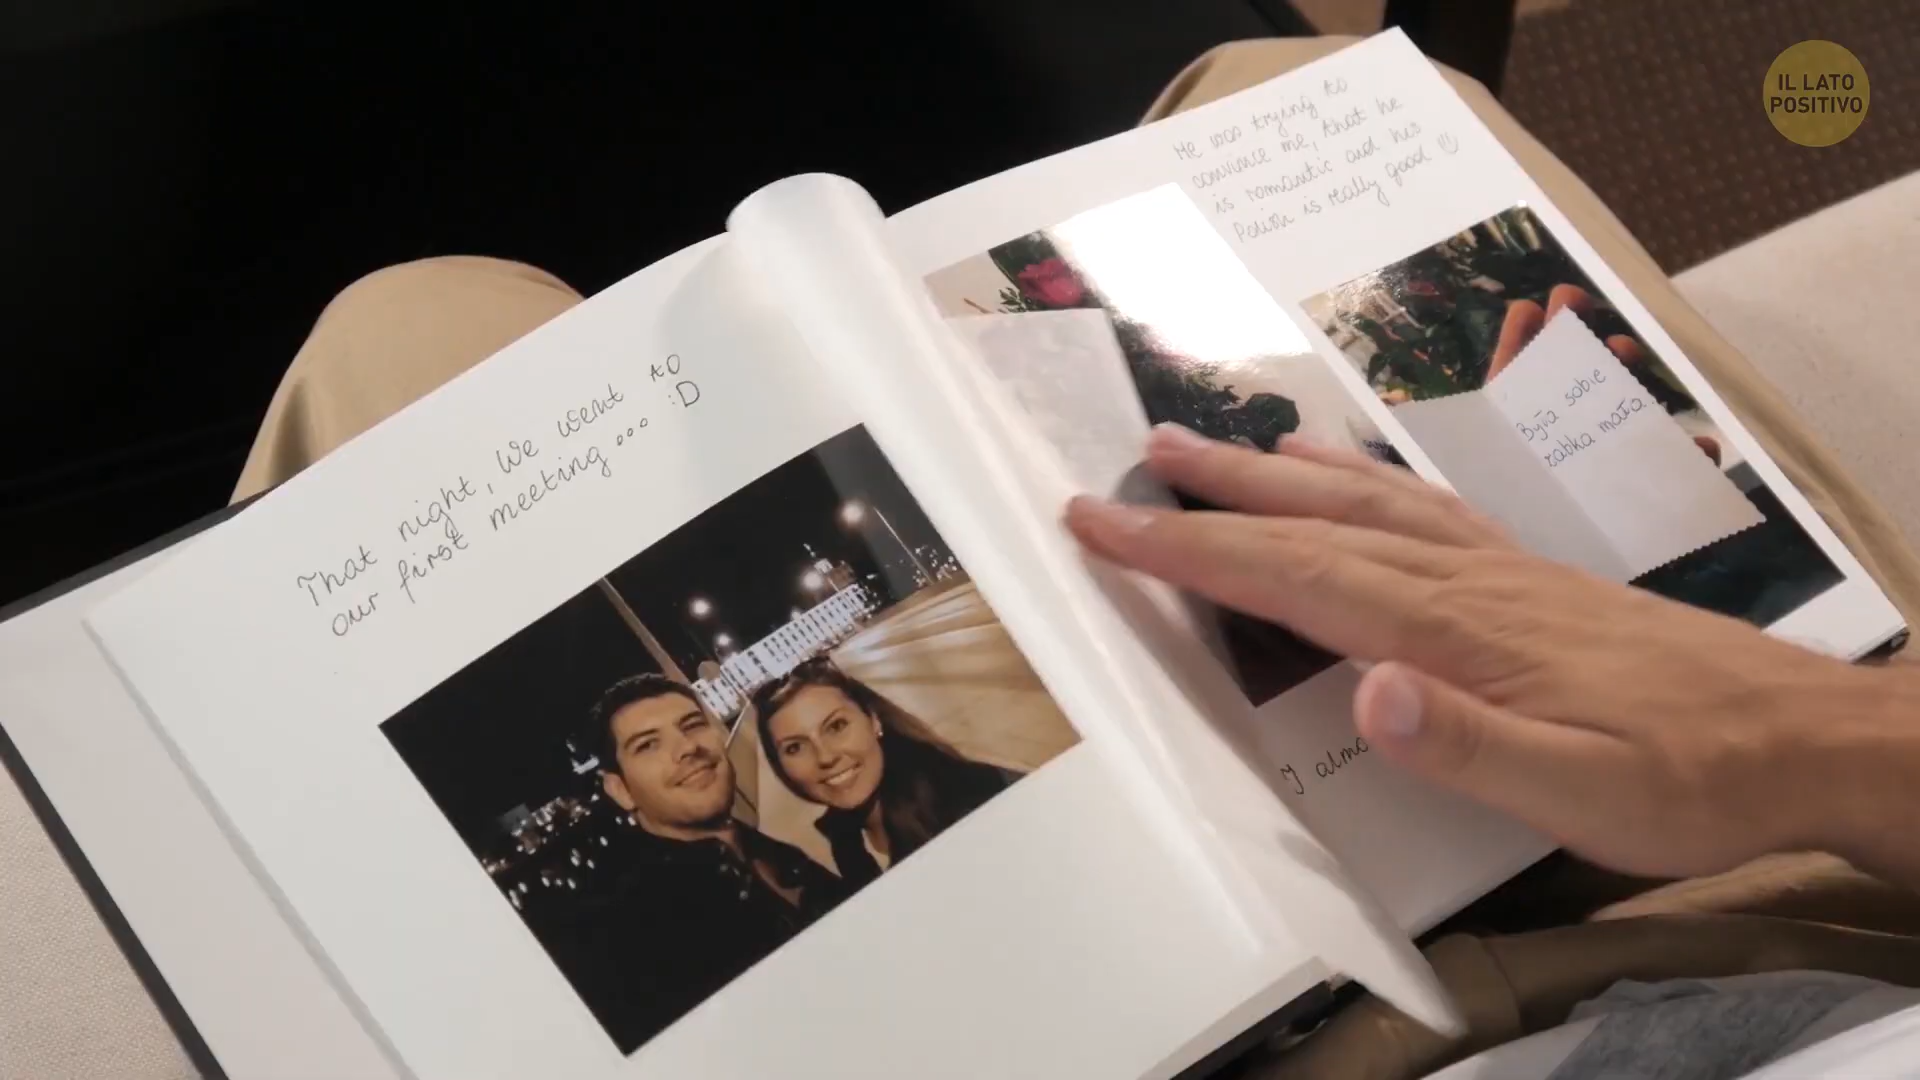 That night, We went to
our first meeting... :D
He was trying to
convince me, that he
is romantic and his
Polish is really good
Była sobie
żabka mała
I almo
IL LATO
POSITIVO